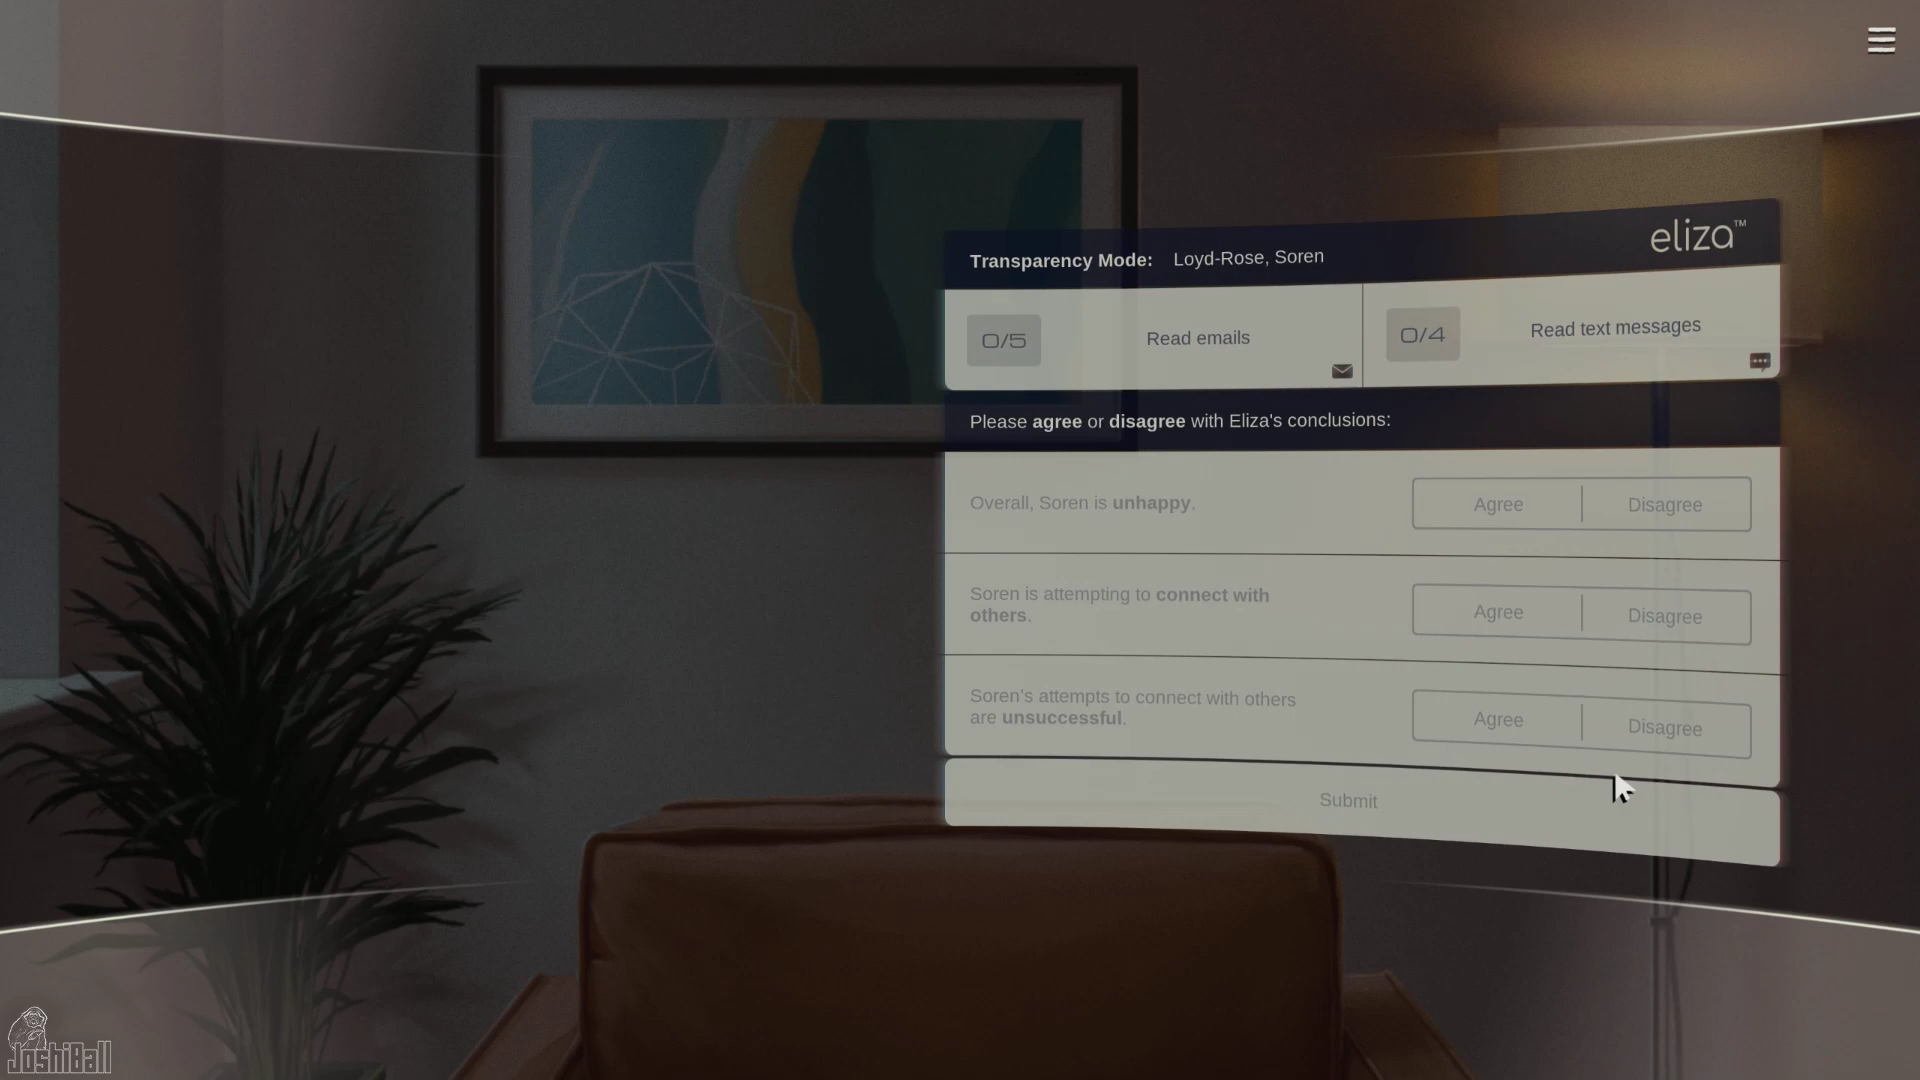 eliza™
Transparency Mode: Loyd-Rose, Soren
0/5 Read emails
0/4 Read text messages
Please agree or disagree with Eliza's conclusions:
Overall, Soren is unhappy.
Agree Disagree
Soren is attempting to connect with
others.
Agree Disagree
Soren's attempts to connect with others
are unsuccessful.
Agree Disagree
Submit
JoshiBall